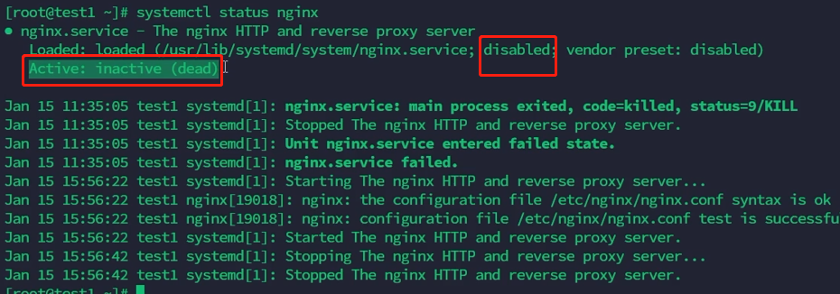 [root@test1 ~]# systemctl status nginx
● nginx.service - The nginx HTTP and reverse proxy server
Loaded: loaded (/usr/lib/systemd/system/nginx.service; disabled; vendor preset: disabled)
Active: inactive (dead)
Jan 15 11:35:05 test1 systemd[1]: nginx.service: main process exited, code=killed, status=9/KILL
Jan 15 11:35:05 test1 systemd[1]: Stopped The nginx HTTP and reverse proxy server.
Jan 15 11:35:05 test1 systemd[1]: Unit nginx.service entered failed state.
Jan 15 11:35:05 test1 systemd[1]: nginx.service failed.
Jan 15 15:56:22 test1 systemd[1]: Starting The nginx HTTP and reverse proxy server...
Jan 15 15:56:22 test1 nginx[19018]: nginx: the configuration file /etc/nginx/nginx.conf syntax is ok
Jan 15 15:56:22 test1 nginx[19018]: nginx: configuration file /etc/nginx/nginx.conf test is successfu
Jan 15 15:56:22 test1 systemd[1]: Started The nginx HTTP and reverse proxy server.
Jan 15 15:56:42 test1 systemd[1]: Stopping The nginx HTTP and reverse proxy server...
Jan 15 15:56:42 test1 systemd[1]: Stopped The nginx HTTP and reverse proxy server.
[root@test1 ~]#